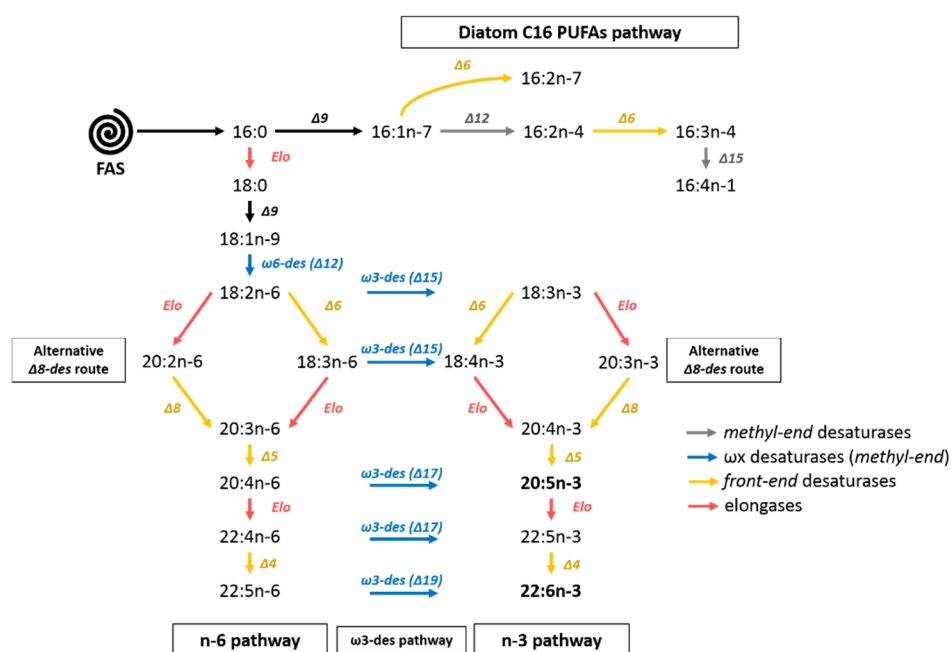 Diatom C16 PUFAs pathway
Δ6
16:2n-7
FAS
16:0
Δ9
16:1n-7
Δ12
16:2n-4
Δ6
16:3n-4
Elo
Δ15
18:0
16:4n-1
Δ9
18:1n-9
ω6-des (Δ12)
18:2n-6
ω3-des (Δ15)
18:3n-3
Elo
Δ6
Δ6
Elo
Alternative
Δ8-des route
20:2n-6
18:3n-6
ω3-des (Δ15)
18:4n-3
20:3n-3
Alternative
Δ8-des route
Δ8
Elo
Elo
Δ8
20:3n-6
20:4n-3
Δ5
Δ5
20:4n-6
ω3-des (Δ17)
20:5n-3
Elo
Elo
22:4n-6
ω3-des (Δ17)
22:5n-3
Δ4
Δ4
22:5n-6
ω3-des (Δ19)
22:6n-3
methyl-end desaturases
ωx desaturases (methyl-end)
front-end desaturases
elongases
n-6 pathway
ω3-des pathway
n-3 pathway